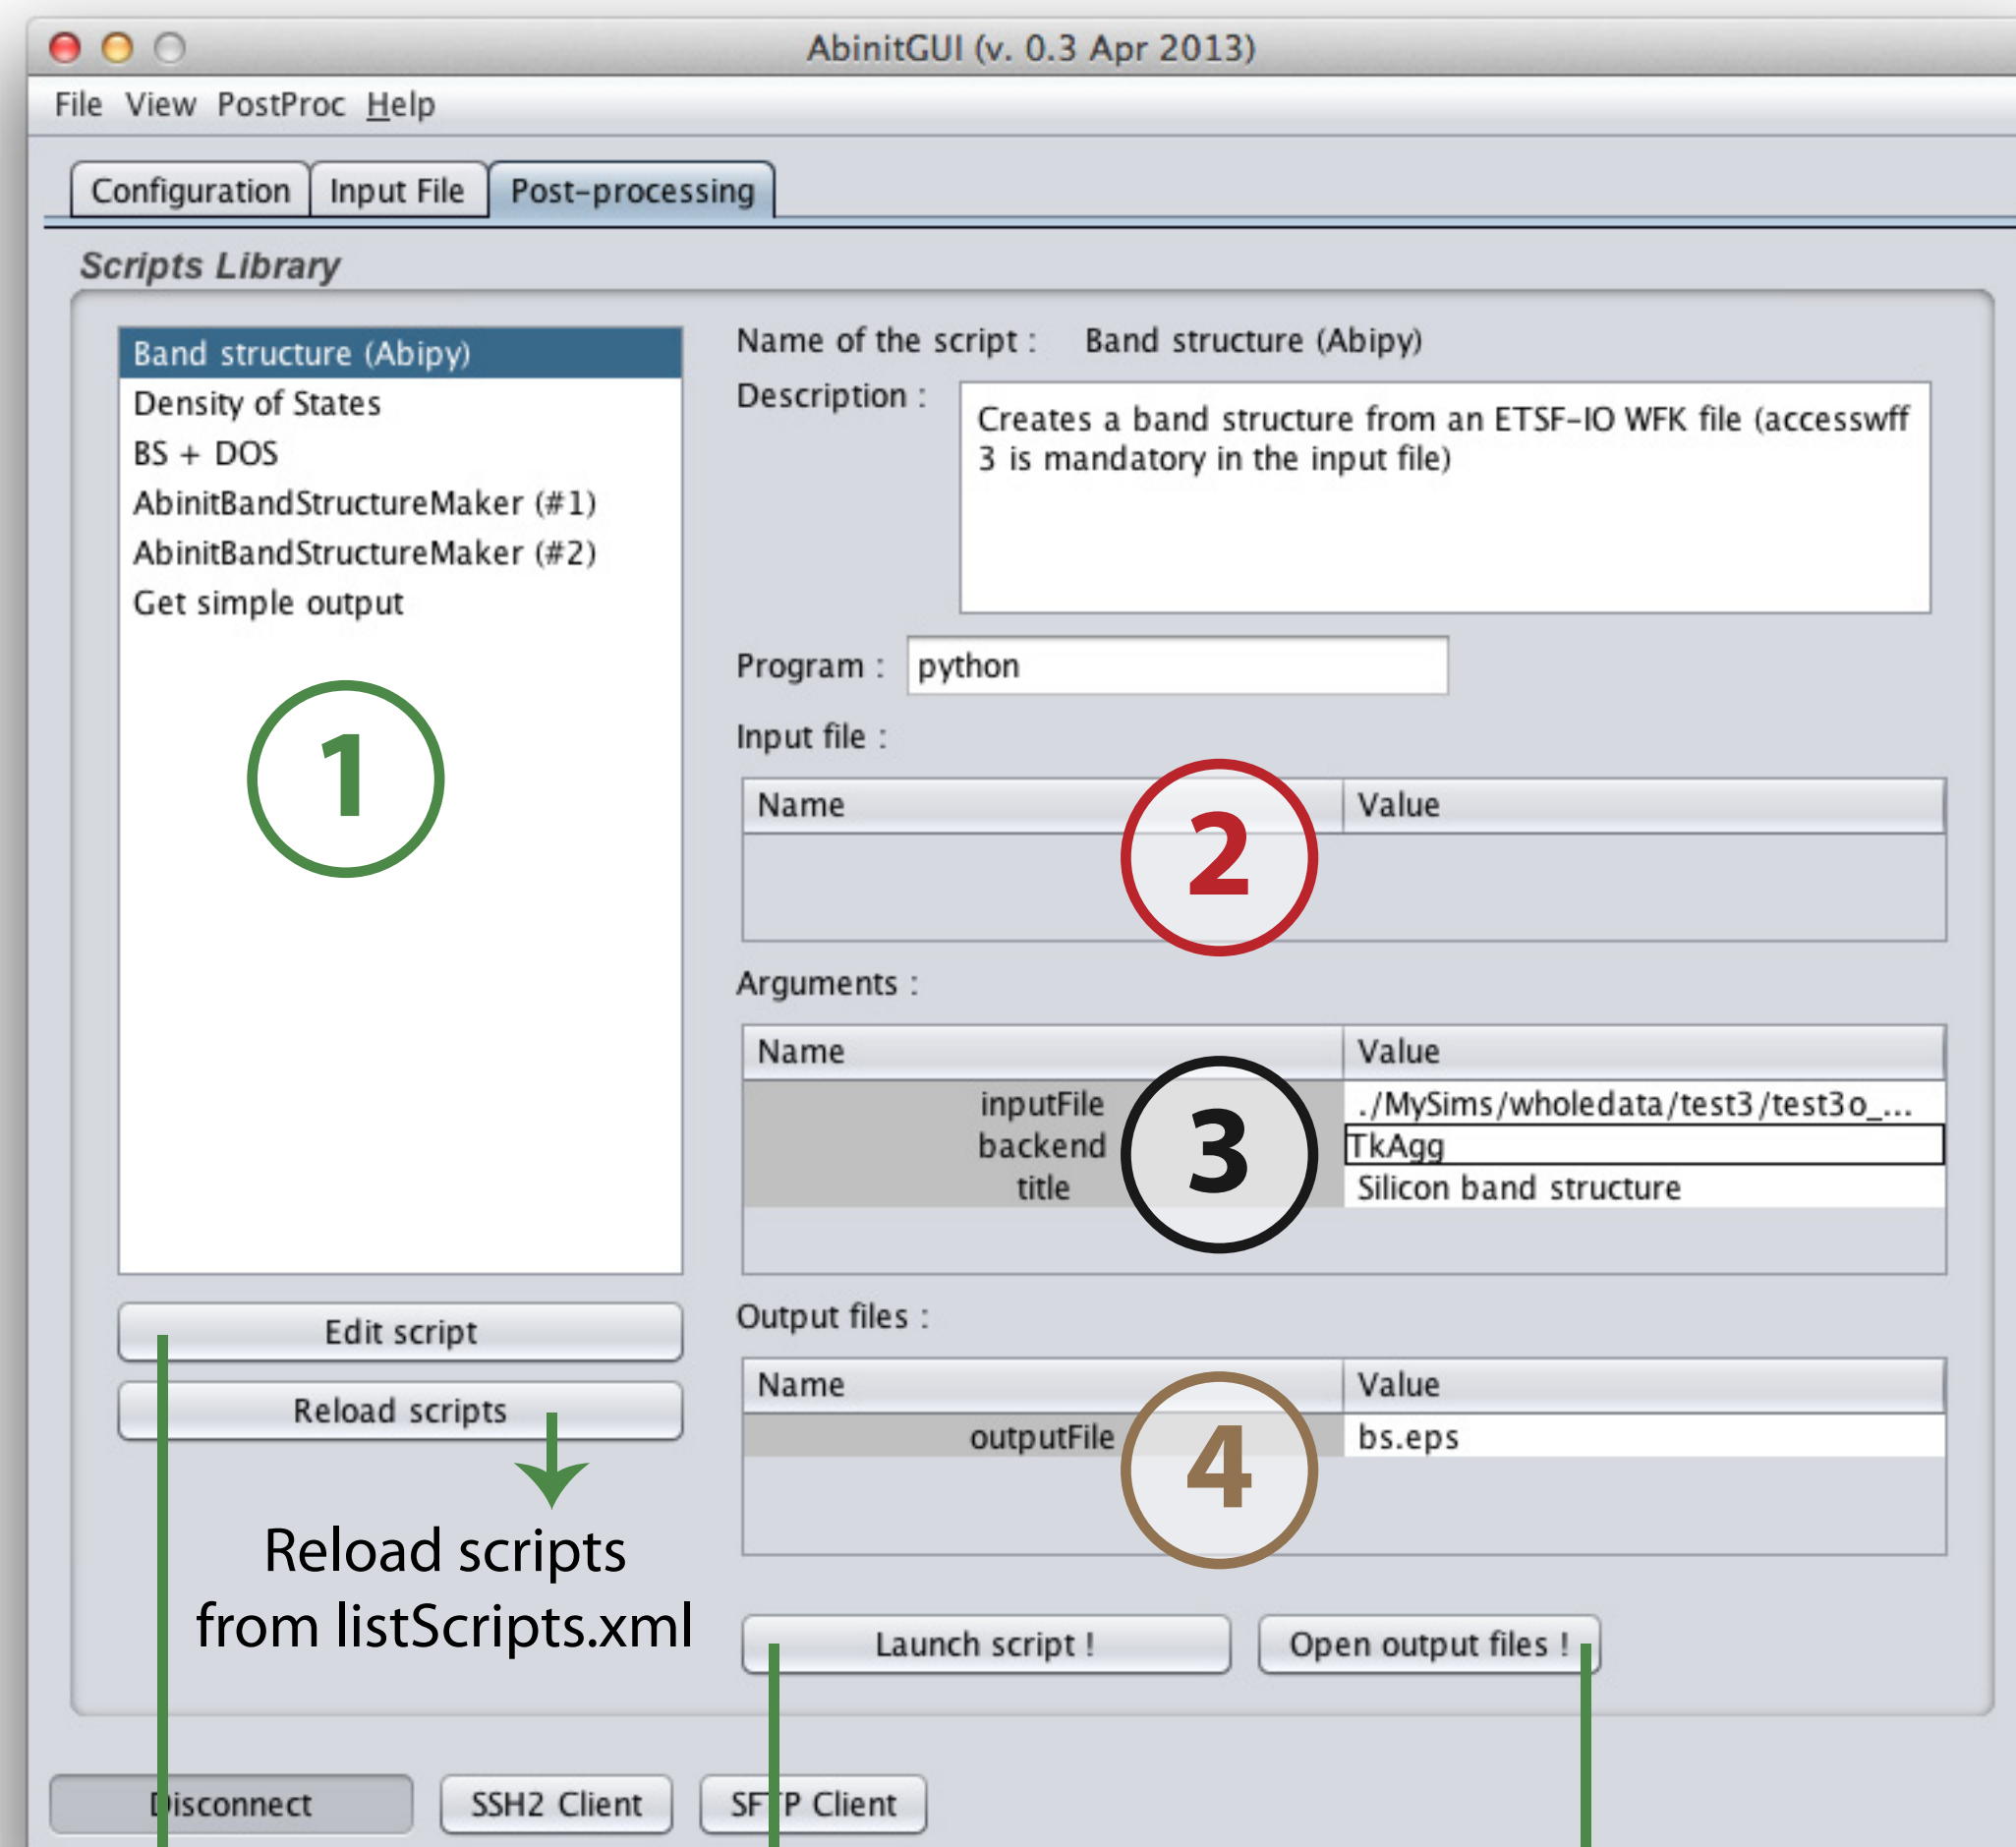 AbinitGUI (v. 0.3 Apr 2013)
File View PostProc Help
Configuration Input File Post-processing
Scripts Library
Band structure (Abipy)
Density of States
BS + DOS
AbinitBandStructureMaker (#1)
AbinitBandStructureMaker (#2)
Get simple output
1
Edit script
Reload scripts
Reload scripts
from listScripts.xml
Name of the script : Band structure (Abipy)
Description :
Creates a band structure from an ETSF-IO WFK file (accesswff
3 is mandatory in the input file)
Program : python
Input file :
Name Value
2
Arguments :
Name Value
inputFile ./MySims/wholedata/test3/test3o_...
backend TkAgg
title Silicon band structure
3
Output files :
Name Value
outputFile bs.eps
4
Launch script ! Open output files !
Disconnect SSH2 Client SFTP Client